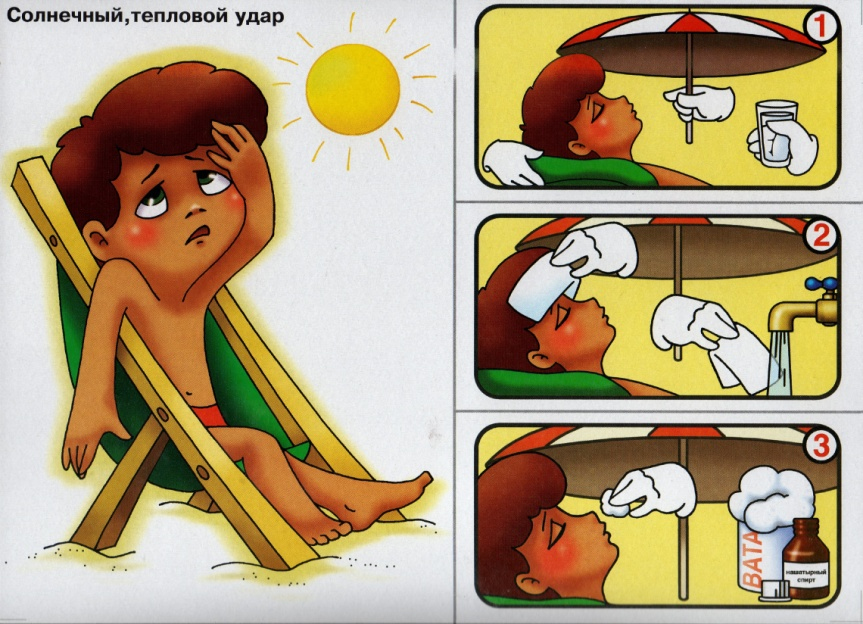 Солнечный,тепловой удар
1
2
3
ВАТА
нашатырный
спирт